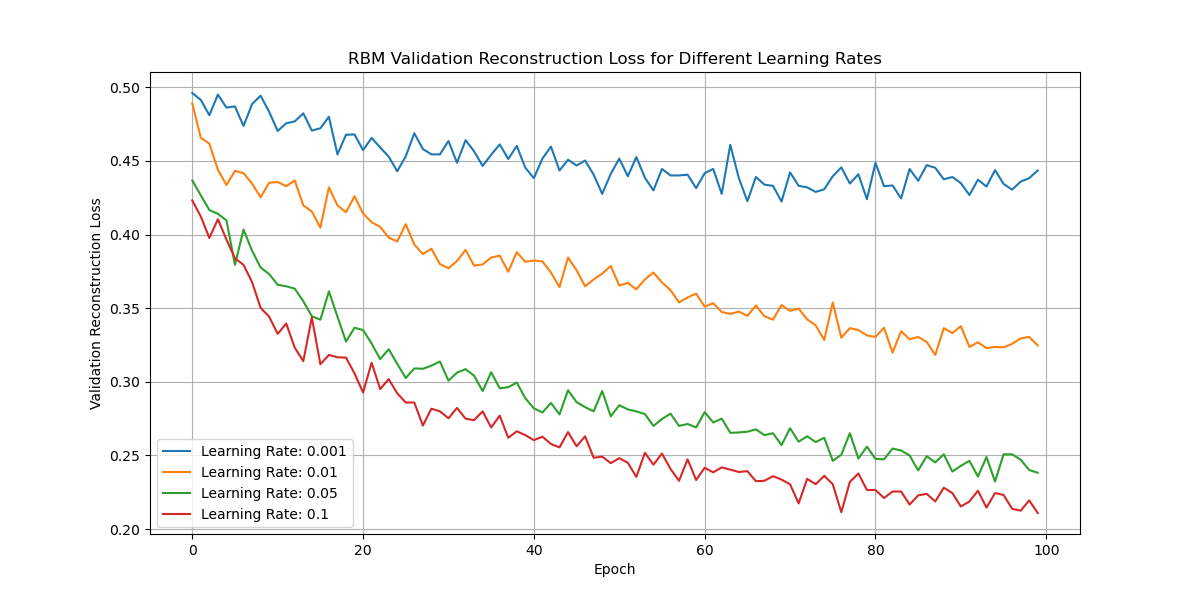 RBM Validation Reconstruction Loss for Different Learning Rates
Validation Reconstruction Loss
0.50
0.45
0.40
0.35
0.30
0.25
0.20
Learning Rate: 0.001
Learning Rate: 0.01
Learning Rate: 0.05
Learning Rate: 0.1
0 20 40 60 80 100
Epoch